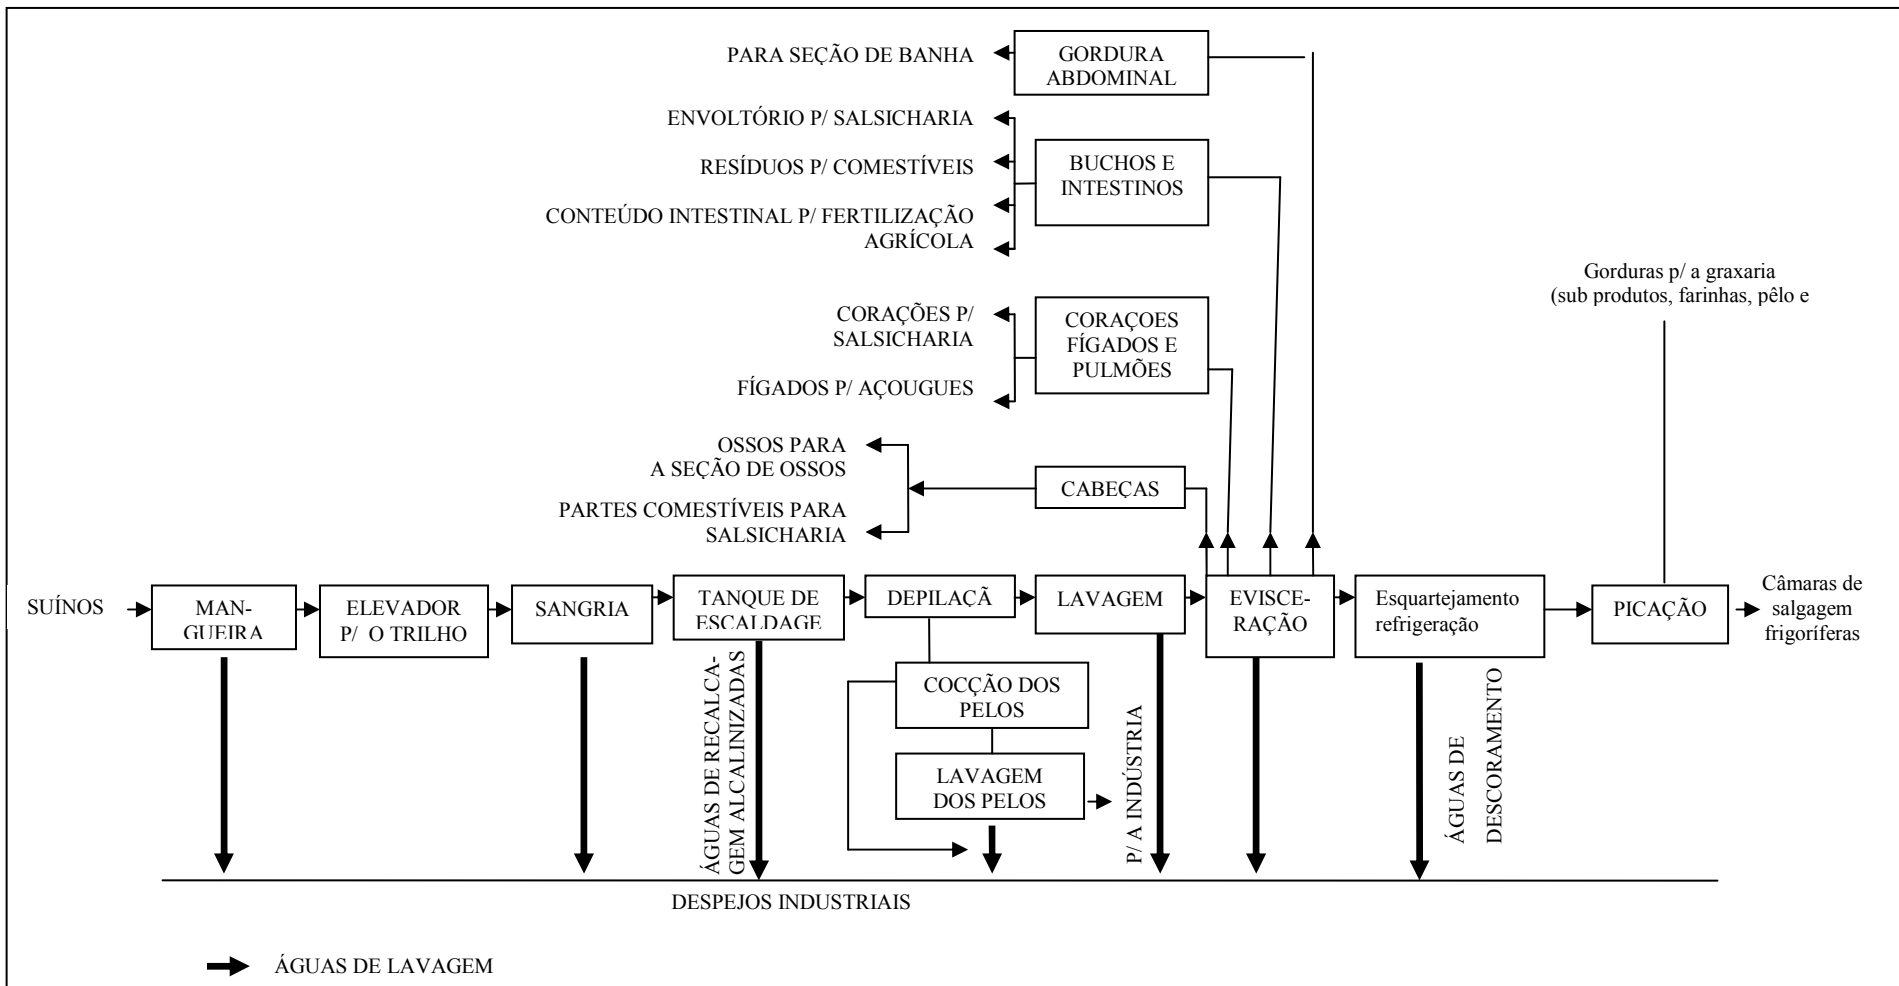 PARA SEÇÃO DE BANHA
GORDURA
ABDOMINAL
ENVOLTÓRIO P/ SALSICHARIA
RESÍDUOS P/ COMESTÍVEIS
CONTEÚDO INTESTINAL P/ FERTILIZAÇÃO
AGRÍCOLA
BUCHOS E
INTESTINOS
Gorduras p/ a graxaria
(sub produtos, farinhas, pêlo e
CORAÇÕES P/
SALSICHARIA
FÍGADOS P/ AÇOUGUES
CORAÇOES
FÍGADOS E
PULMÕES
OSSOS PARA
A SEÇÃO DE OSSOS
PARTES COMESTÍVEIS PARA
SALSICHARIA
CABEÇAS
SUÍNOS
MAN-
GUEIRA
ELEVADOR
P/ O TRILHO
SANGRIA
TANQUE DE
ESCALDAGE
DEPILAÇÃ
LAVAGEM
EVISCE-
RAÇÃO
Esquartejamento
refrigeração
PICAÇÃO
Câmaras de
salgagem
frigoríferas
ÁGUAS DE RECALCA-
GEM ALCALINIZADAS
COCÇÃO DOS
PELOS
LAVAGEM
DOS PELOS
P/ A INDÚSTRIA
ÁGUAS DE
DESCORAMENTO
DESPEJOS INDUSTRIAIS
ÁGUAS DE LAVAGEM